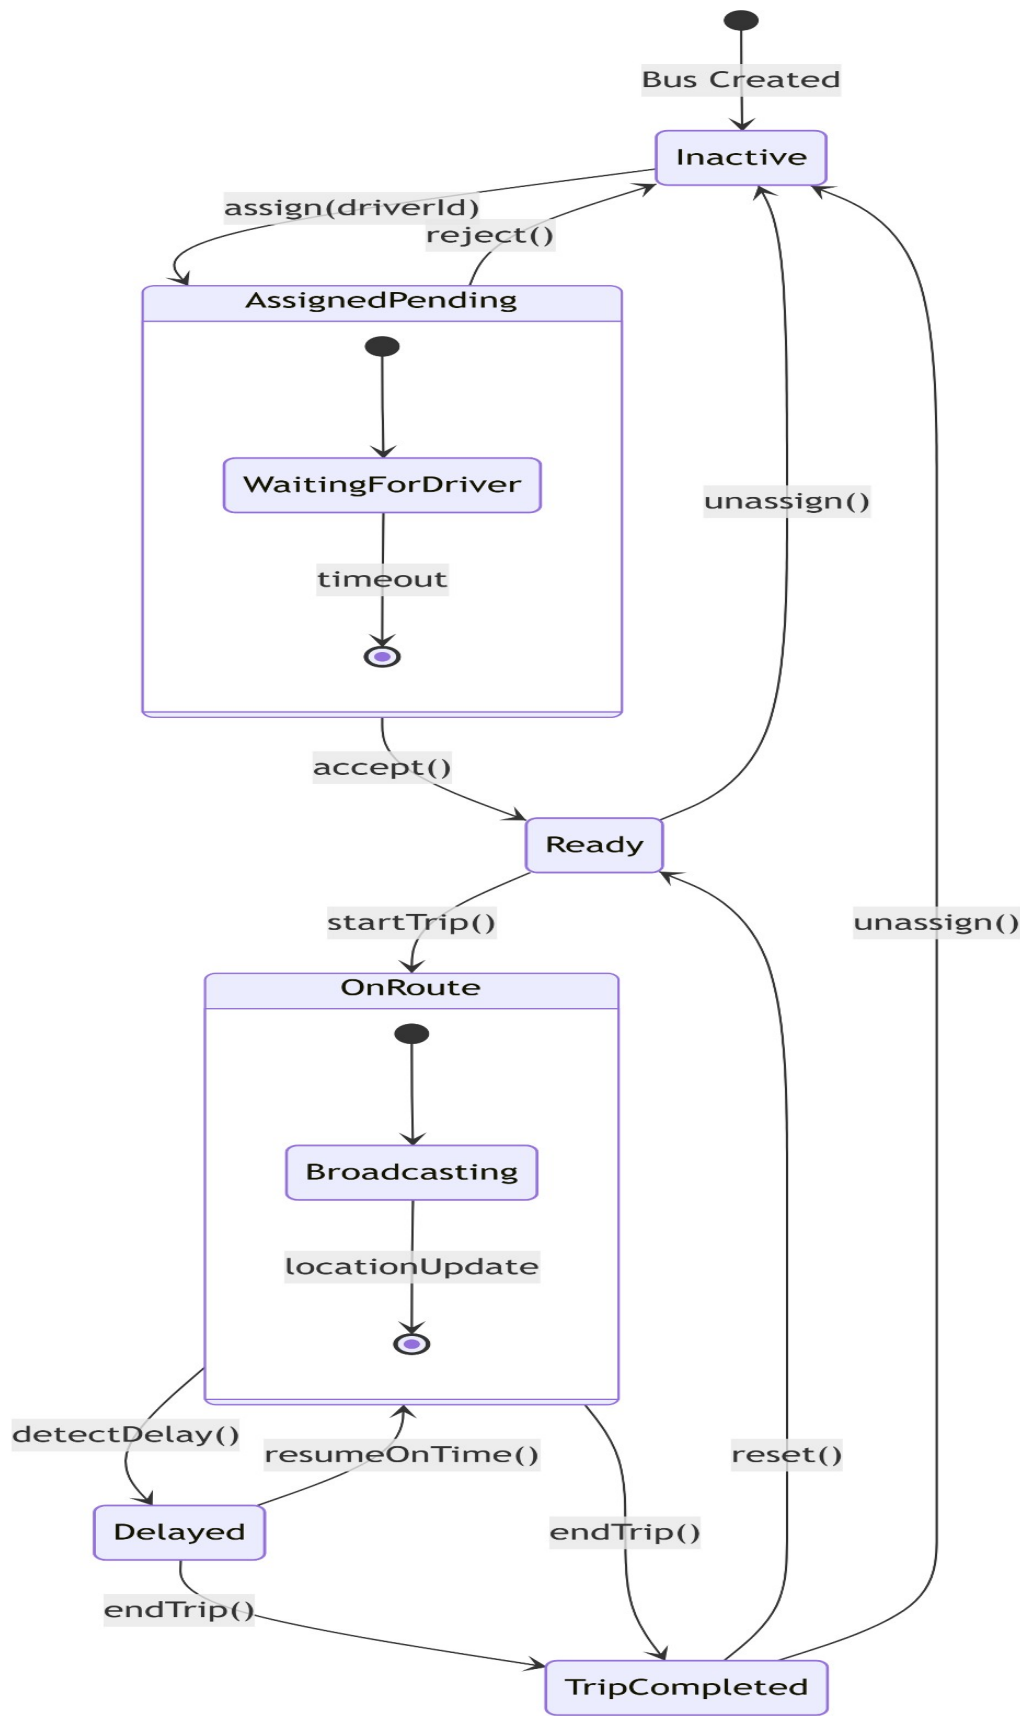 Bus Created
Inactive
assign(driverId)
reject()
AssignedPending
WaitingForDriver
unassign()
timeout
accept()
Ready
startTrip()
unassign()
OnRoute
Broadcasting
locationUpdate
detectDelay()
resumeOnTime()
reset()
Delayed
endTrip()
endTrip()
TripCompleted